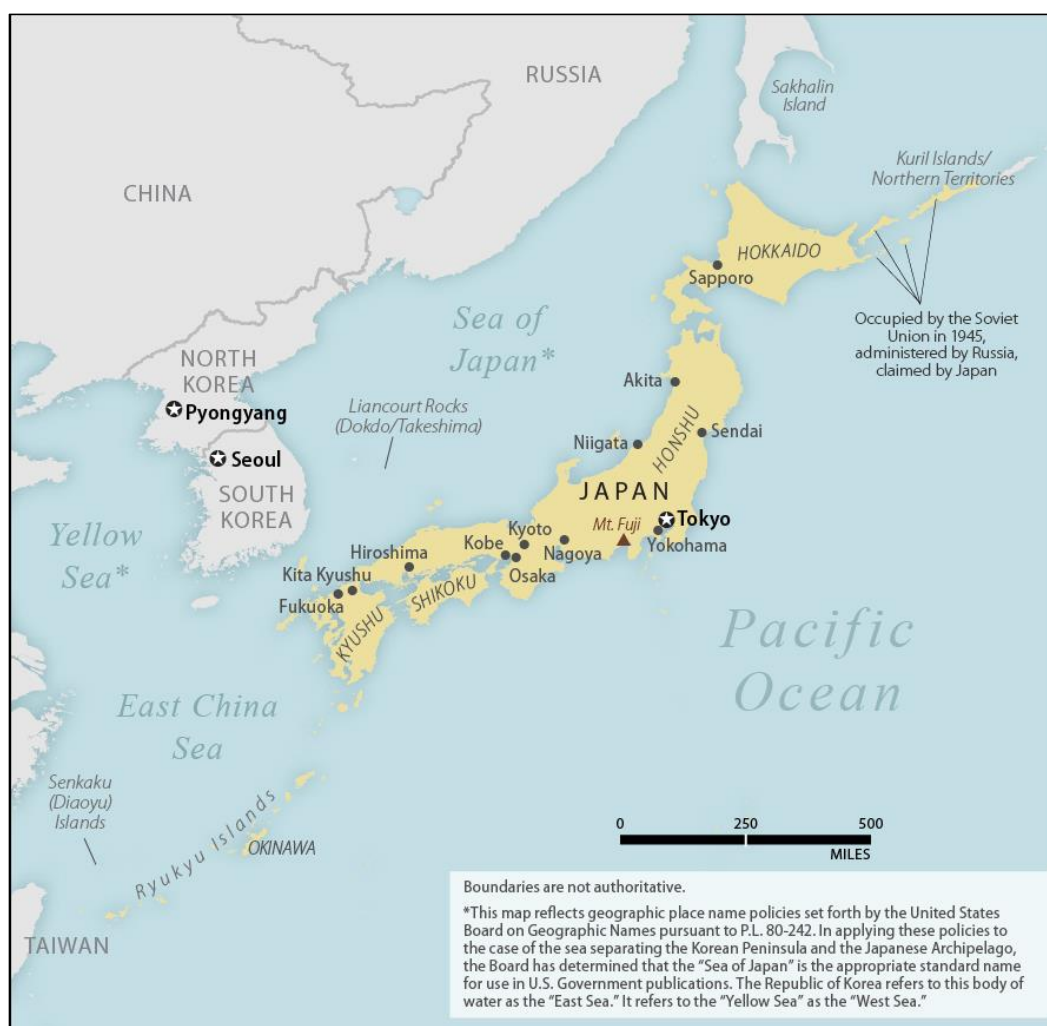 RUSSIA
Sakhalin
Island
CHINA
Kuril Islands/
Northern Territories
HOKKAIDO
Sapporo
Occupied by the Soviet
Union in 1945,
administered by Russia,
claimed by Japan
Sea of
Japan*
NORTH
KOREA
Pyongyang
Akita
Liancourt Rocks
(Dokdo/Takeshima)
Sendai
Niigata
HONSHU
Seoul
SOUTH
KOREA
JAPAN
Mt. Fuji
Tokyo
Yokohama
Yellow
Sea*
Kyoto
Kobe
Nagoya
Osaka
Hiroshima
Kita Kyushu
Fukuoka
SHIKOKU
KYUSHU
Pacific
Ocean
East China
Sea
Senkaku
(Diaoyu)
Islands
Ryukyu Islands
OKINAWA
TAIWAN
0 250 500
MILES
Boundaries are not authoritative.
*This map reflects geographic place name policies set forth by the United States
Board on Geographic Names pursuant to P.L. 80-242. In applying these policies to
the case of the sea separating the Korean Peninsula and the Japanese Archipelago,
the Board has determined that the “Sea of Japan” is the appropriate standard name
for use in U.S. Government publications. The Republic of Korea refers to this body of
water as the “East Sea.” It refers to the “Yellow Sea” as the “West Sea.”